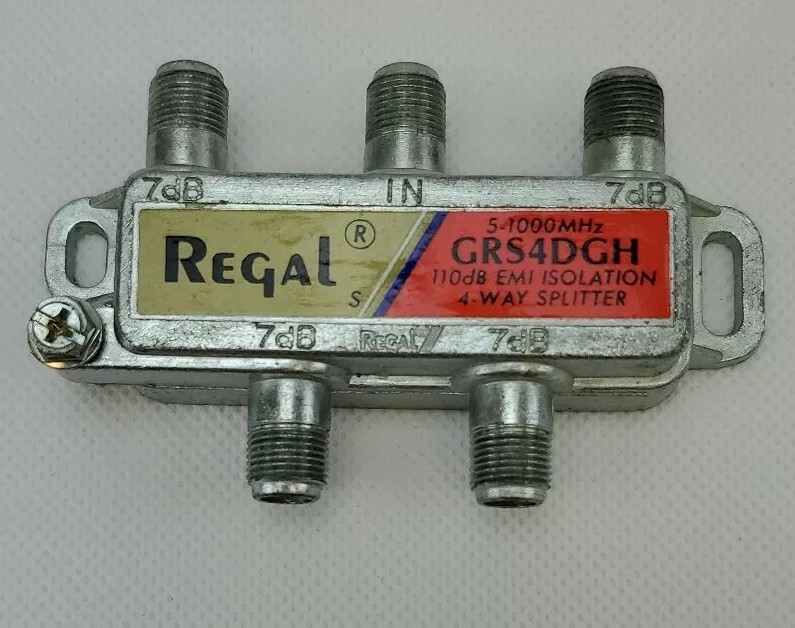 7dB IN 7dB
REGAL ®
S
5-1000MHz
GRS4DGH
110dB EMI ISOLATION
4-WAY SPLITTER
7dB REGAL 7dB